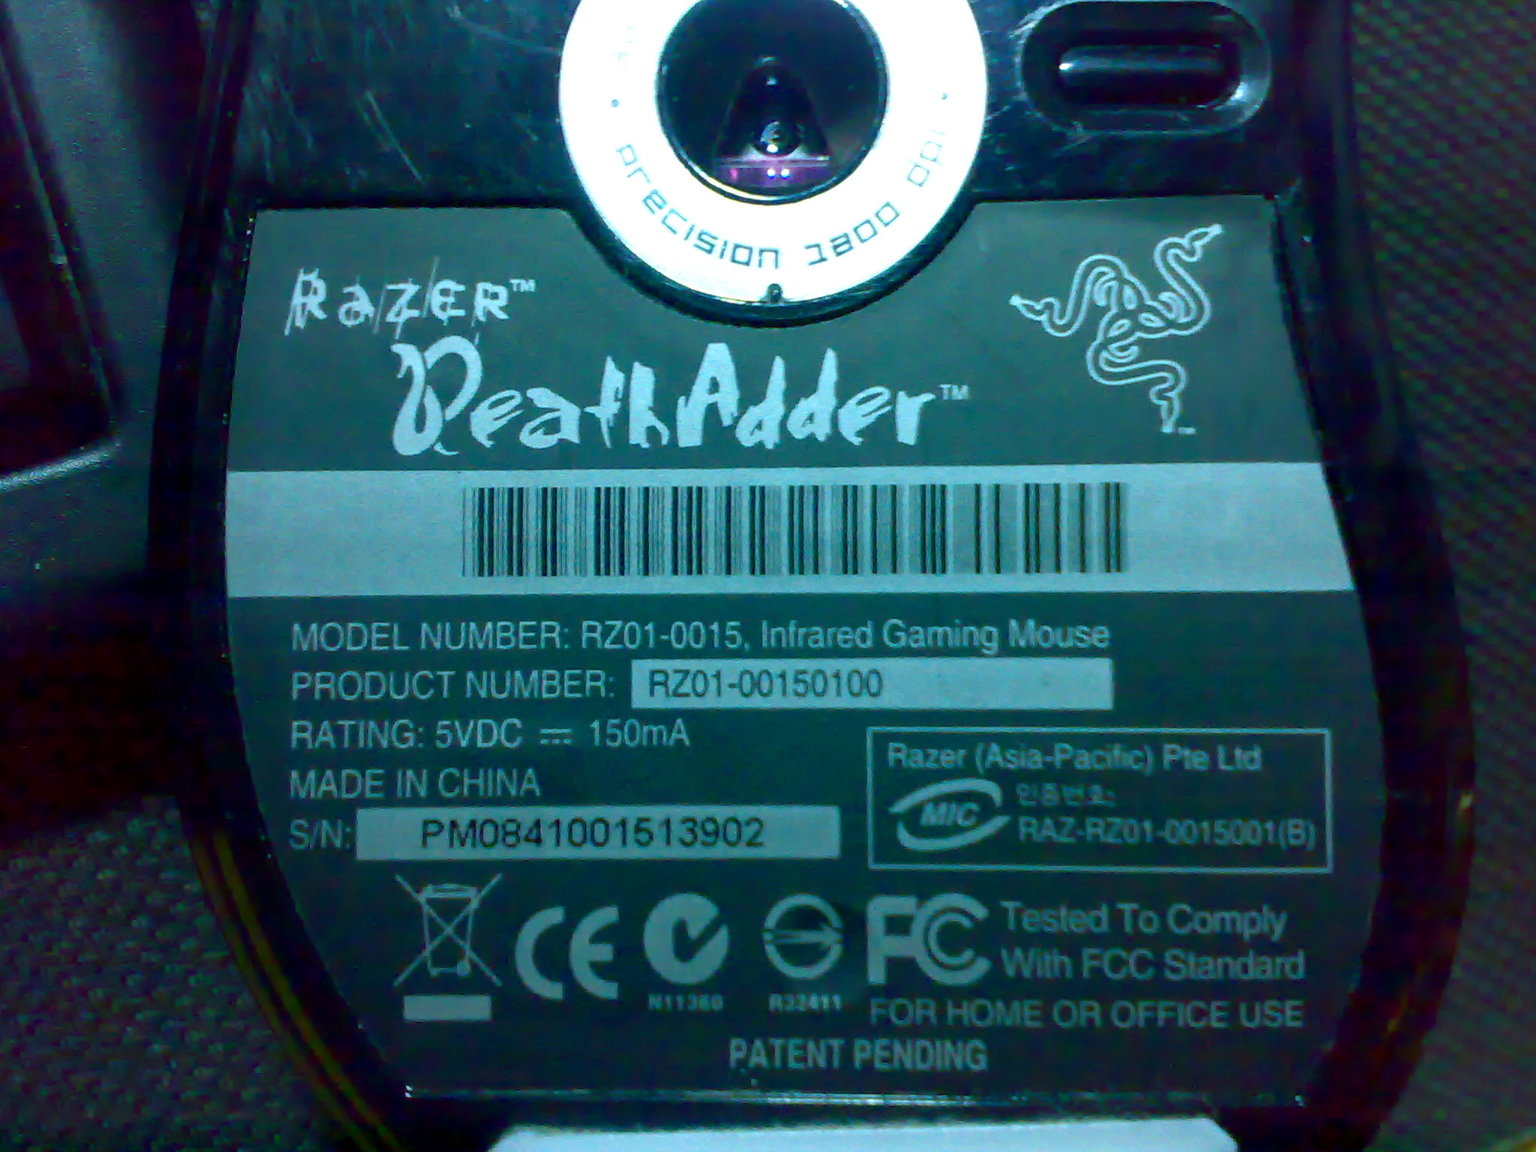 precision 1800 dpi
RAZER™
DeathAdder™
MODEL NUMBER: RZ01-0015, Infrared Gaming Mouse
PRODUCT NUMBER: RZ01-00150100
RATING: 5VDC ⎓ 150mA
MADE IN CHINA
S/N: PM0841001513902
Razer (Asia-Pacific) Pte Ltd
MIC 인증번호:
RAZ-RZ01-0015001(B)
CE
N11360
R33411
FC Tested To Comply
With FCC Standard
FOR HOME OR OFFICE USE
PATENT PENDING